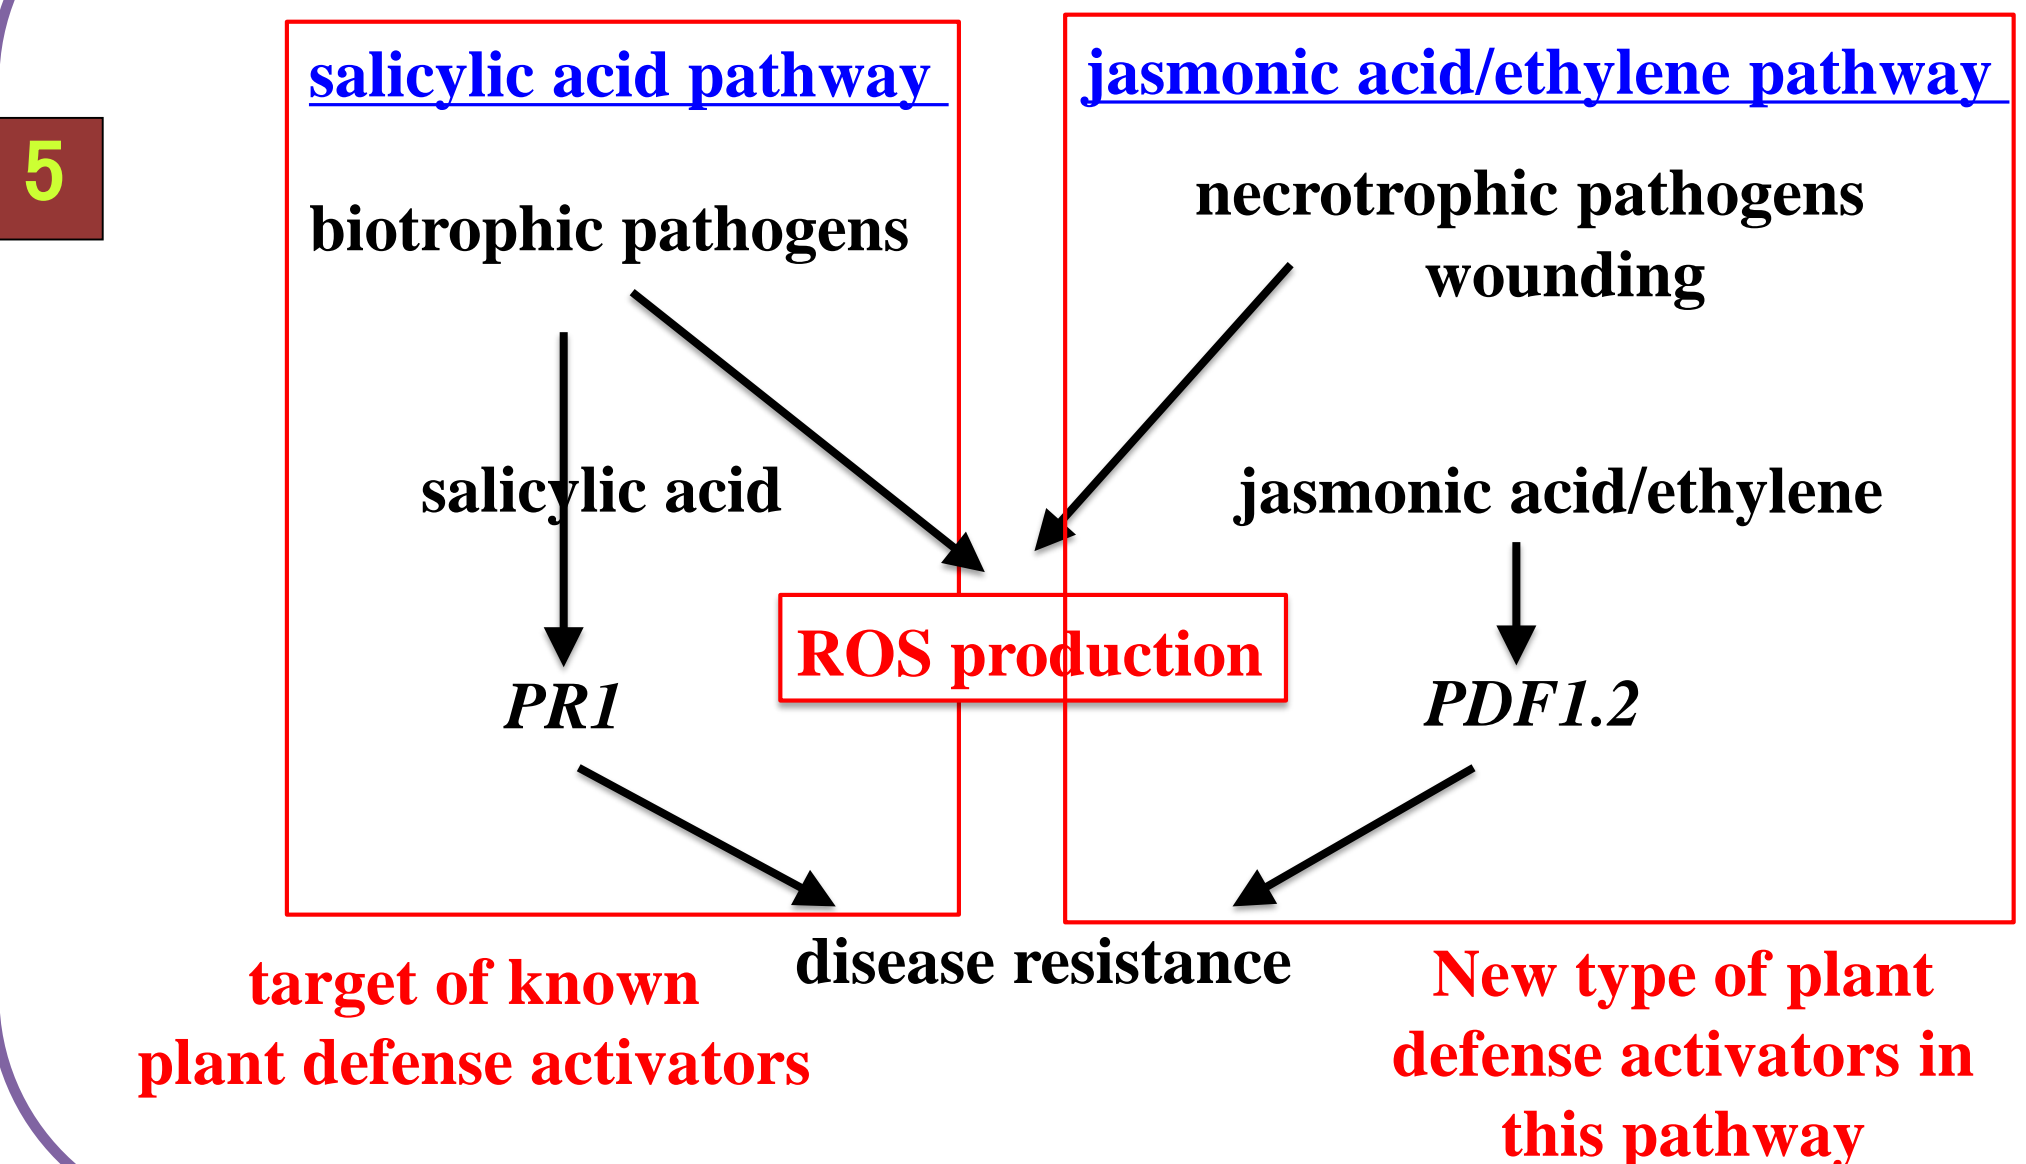 5
salicylic acid pathway
biotrophic pathogens
salicylic acid
PR1
jasmonic acid/ethylene pathway
necrotrophic pathogens
wounding
jasmonic acid/ethylene
PDF1.2
ROS production
disease resistance
target of known
plant defense activators
New type of plant
defense activators in
this pathway